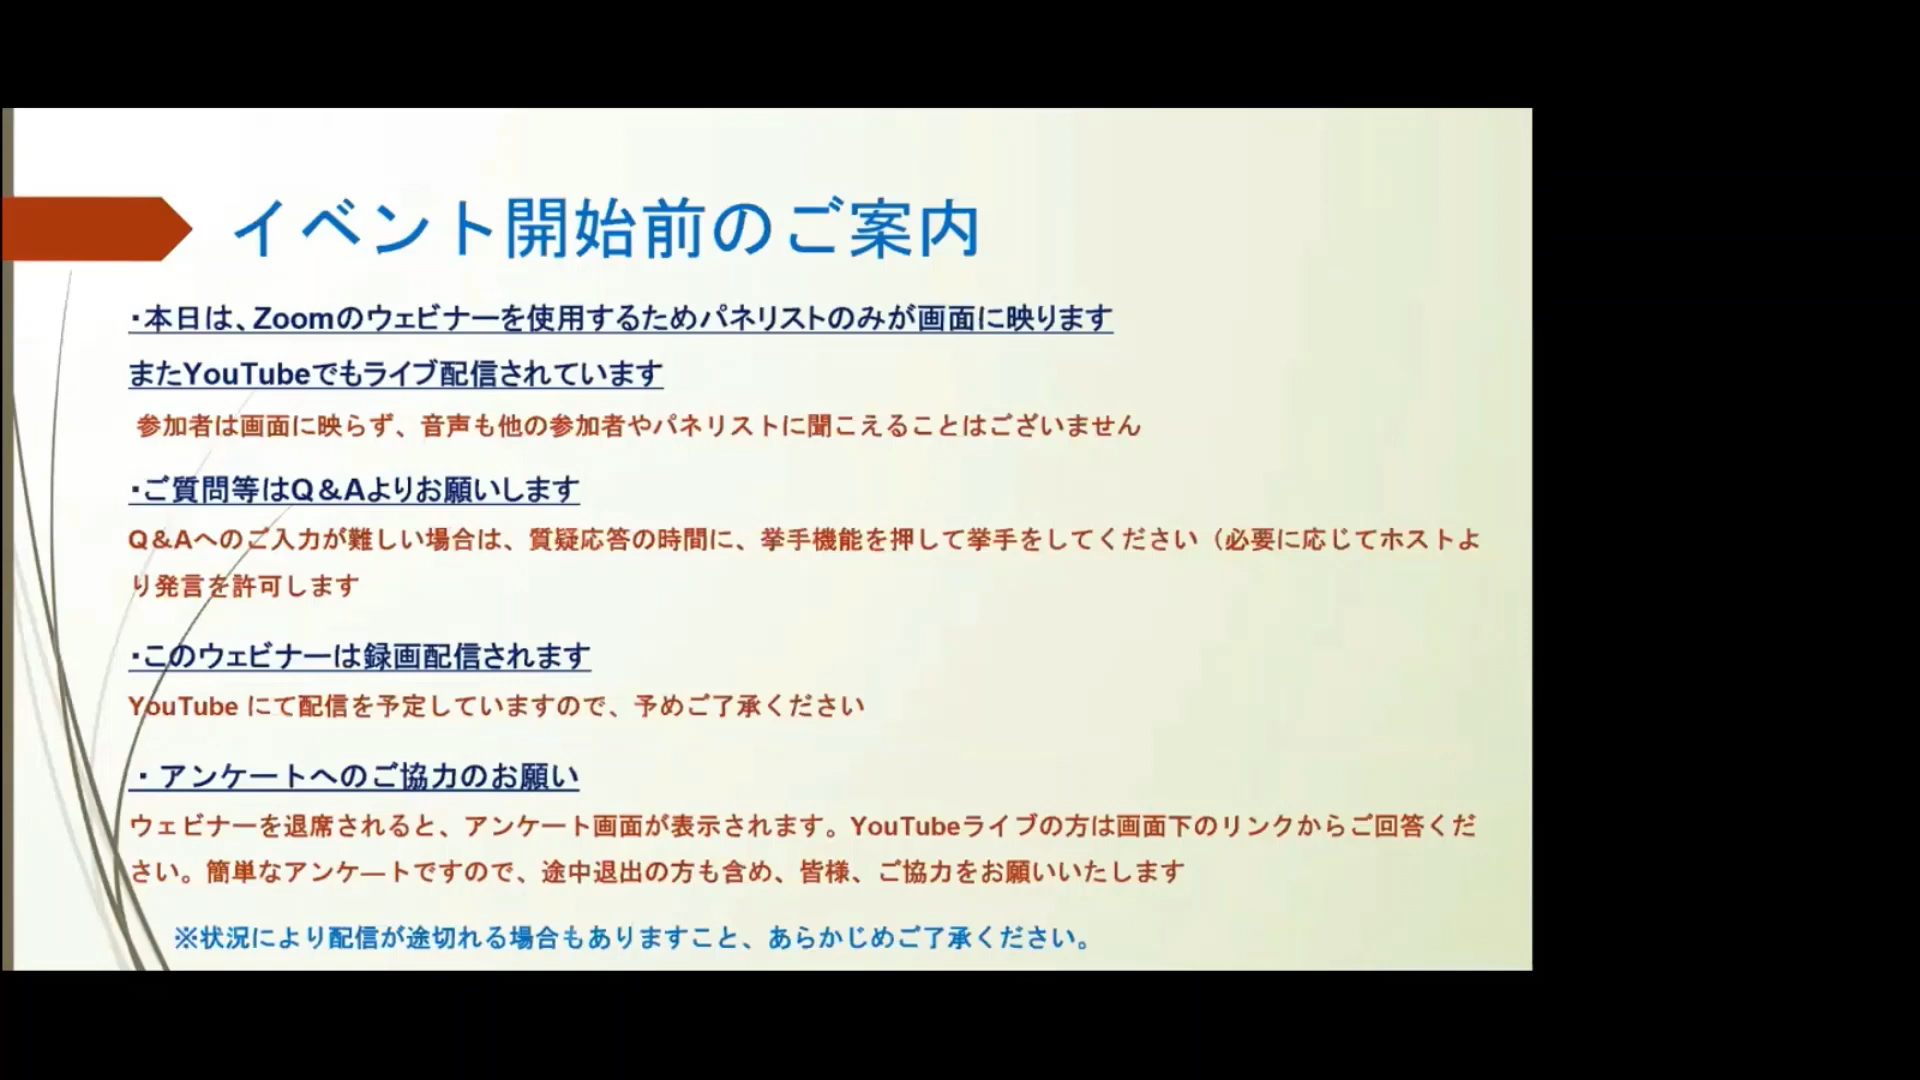 イベント開始前のご案内
・本日は、Zoomのウェビナーを使用するためパネリストのみが画面に映ります
またYouTubeでもライブ配信されています
参加者は画面に映らず、音声も他の参加者やパネリストに聞こえることはございません
・ご質問等はQ&Aよりお願いします
Q&Aへのご入力が難しい場合は、質疑応答の時間に、挙手機能を押して挙手をしてください（必要に応じてホストよ
り発言を許可します
・このウェビナーは録画配信されます
YouTube にて配信を予定していますので、予めご了承ください
・アンケートへのご協力のお願い
ウェビナーを退席されると、アンケート画面が表示されます。YouTubeライブの方は画面下のリンクからご回答くだ
さい。簡単なアンケ―トですので、途中退出の方も含め、皆様、ご協力をお願いいたします
※状況により配信が途切れる場合もありますこと、あらかじめご了承ください。